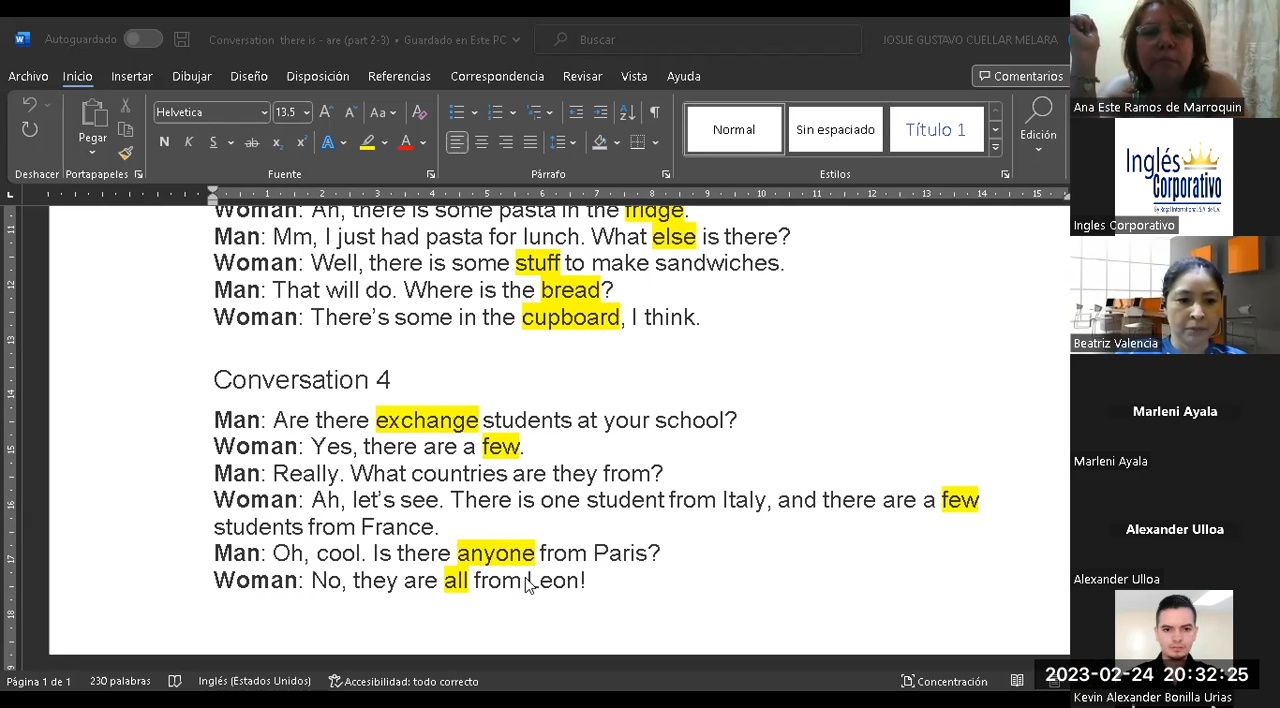 Autoguardado
Conversation there is - are (part 2-3) • Guardado en Este PC
Buscar
JOSUE GUSTAVO CUELLAR MELARA
Archivo Inicio Insertar Dibujar Diseño Disposición Referencias Correspondencia Revisar Vista Ayuda
Comentarios
Helvetica 13.5
Pegar
Normal Sin espaciado Título 1
Edición
Deshacer Portapapeles Fuente Párrafo Estilos
Woman: Ah, there is some pasta in the fridge.
Man: Mm, I just had pasta for lunch. What else is there?
Woman: Well, there is some stuff to make sandwiches.
Man: That will do. Where is the bread?
Woman: There's some in the cupboard, I think.
Conversation 4
Man: Are there exchange students at your school?
Woman: Yes, there are a few.
Man: Really. What countries are they from?
Woman: Ah, let's see. There is one student from Italy, and there are a few
students from France.
Man: Oh, cool. Is there anyone from Paris?
Woman: No, they are all from Leon!
Página 1 de 1 230 palabras Inglés (Estados Unidos) Accesibilidad: todo correcto Concentración
Ana Este Ramos de Marroquin
Inglés
Corporativo
Ingles Corporativo
Beatriz Valencia
Marleni Ayala
Marleni Ayala
Alexander Ulloa
Alexander Ulloa
2023-02-24 20:32:25
Kevin Alexander Bonilla Urias